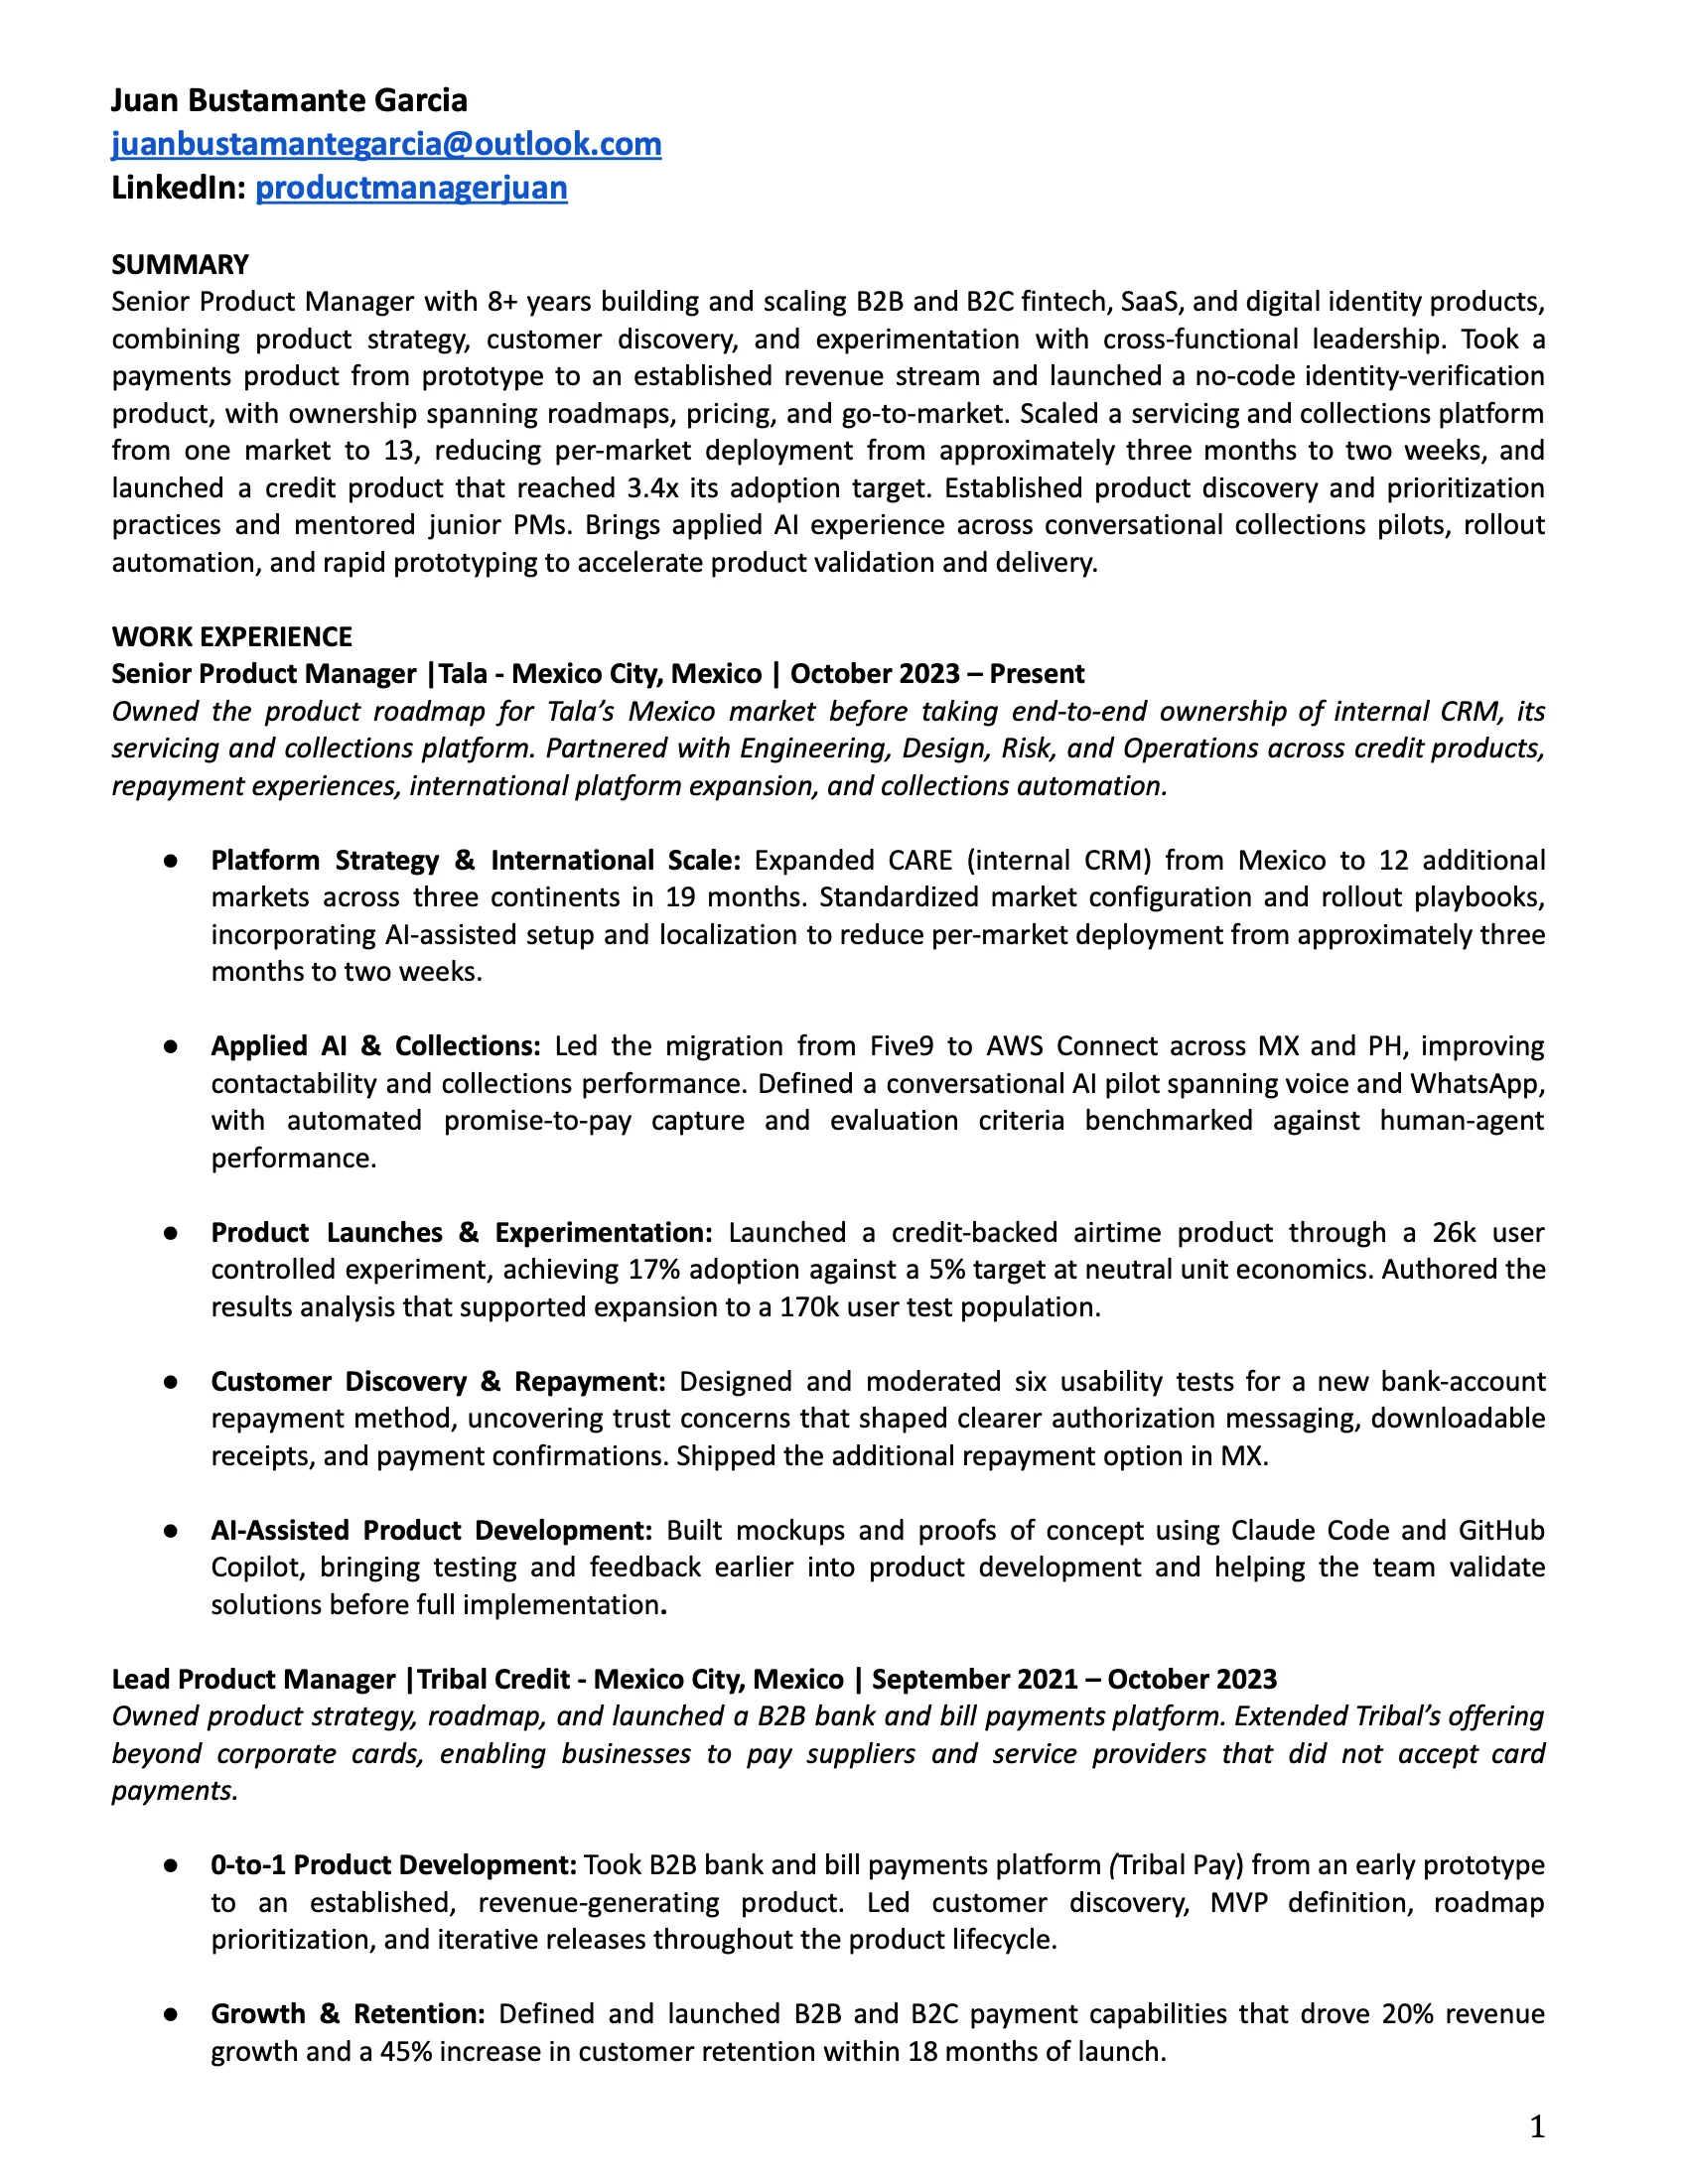 Juan Bustamante Garcia
juanbustamantegarcia@outlook.com
LinkedIn: productmanagerjuan
SUMMARY
Senior Product Manager with 8+ years building and scaling B2B and B2C fintech, SaaS, and digital identity products,
combining product strategy, customer discovery, and experimentation with cross-functional leadership. Took a
payments product from prototype to an established revenue stream and launched a no-code identity-verification
product, with ownership spanning roadmaps, pricing, and go-to-market. Scaled a servicing and collections platform
from one market to 13, reducing per-market deployment from approximately three months to two weeks, and
launched a credit product that reached 3.4x its adoption target. Established product discovery and prioritization
practices and mentored junior PMs. Brings applied AI experience across conversational collections pilots, rollout
automation, and rapid prototyping to accelerate product validation and delivery.
WORK EXPERIENCE
Senior Product Manager |Tala - Mexico City, Mexico | October 2023 – Present
Owned the product roadmap for Tala’s Mexico market before taking end-to-end ownership of internal CRM, its
servicing and collections platform. Partnered with Engineering, Design, Risk, and Operations across credit products,
repayment experiences, international platform expansion, and collections automation.
● Platform Strategy & International Scale: Expanded CARE (internal CRM) from Mexico to 12 additional
markets across three continents in 19 months. Standardized market configuration and rollout playbooks,
incorporating AI-assisted setup and localization to reduce per-market deployment from approximately three
months to two weeks.
● Applied AI & Collections: Led the migration from Five9 to AWS Connect across MX and PH, improving
contactability and collections performance. Defined a conversational AI pilot spanning voice and WhatsApp,
with automated promise-to-pay capture and evaluation criteria benchmarked against human-agent
performance.
● Product Launches & Experimentation: Launched a credit-backed airtime product through a 26k user
controlled experiment, achieving 17% adoption against a 5% target at neutral unit economics. Authored the
results analysis that supported expansion to a 170k user test population.
● Customer Discovery & Repayment: Designed and moderated six usability tests for a new bank-account
repayment method, uncovering trust concerns that shaped clearer authorization messaging, downloadable
receipts, and payment confirmations. Shipped the additional repayment option in MX.
● AI-Assisted Product Development: Built mockups and proofs of concept using Claude Code and GitHub
Copilot, bringing testing and feedback earlier into product development and helping the team validate
solutions before full implementation.
Lead Product Manager |Tribal Credit - Mexico City, Mexico | September 2021 – October 2023
Owned product strategy, roadmap, and launched a B2B bank and bill payments platform. Extended Tribal’s offering
beyond corporate cards, enabling businesses to pay suppliers and service providers that did not accept card
payments.
● 0-to-1 Product Development: Took B2B bank and bill payments platform (Tribal Pay) from an early prototype
to an established, revenue-generating product. Led customer discovery, MVP definition, roadmap
prioritization, and iterative releases throughout the product lifecycle.
● Growth & Retention: Defined and launched B2B and B2C payment capabilities that drove 20% revenue
growth and a 45% increase in customer retention within 18 months of launch.
1